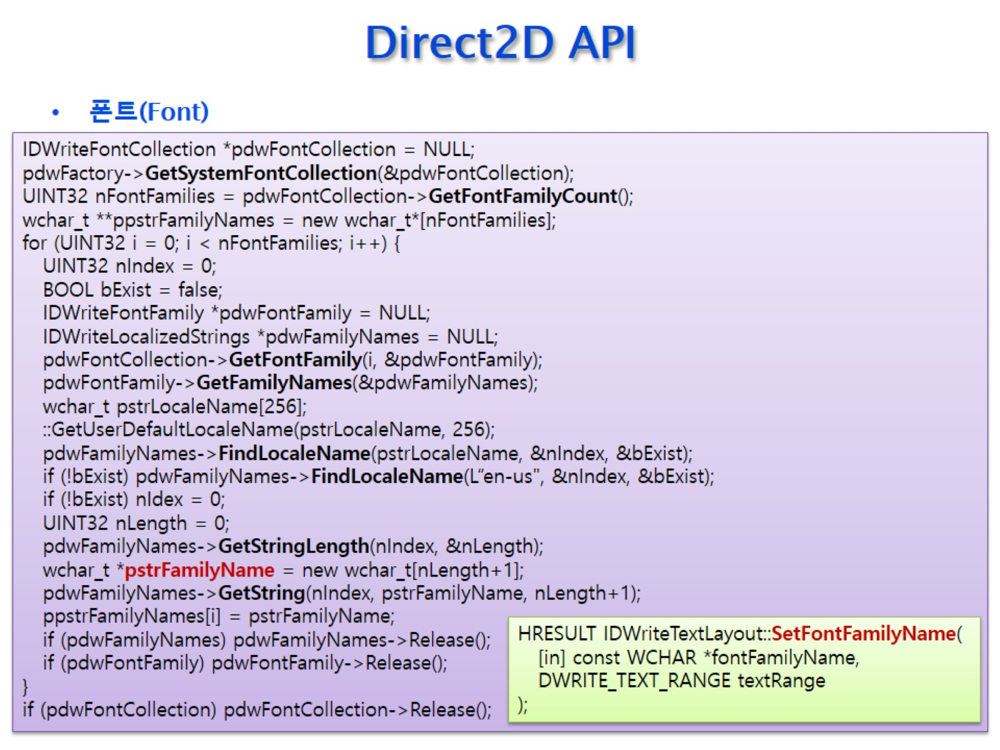 Direct2D API
• 폰트(Font)
IDWriteFontCollection *pdwFontCollection = NULL;
pdwFactory->GetSystemFontCollection(&pdwFontCollection);
UINT32 nFontFamilies = pdwFontCollection->GetFontFamilyCount();
wchar_t **ppstrFamilyNames = new wchar_t*[nFontFamilies];
for (UINT32 i = 0; i < nFontFamilies; i++) {
UINT32 nIndex = 0;
BOOL bExist = false;
IDWriteFontFamily *pdwFontFamily = NULL;
IDWriteLocalizedStrings *pdwFamilyNames = NULL;
pdwFontCollection->GetFontFamily(i, &pdwFontFamily);
pdwFontFamily->GetFamilyNames(&pdwFamilyNames);
wchar_t pstrLocaleName[256];
::GetUserDefaultLocaleName(pstrLocaleName, 256);
pdwFamilyNames->FindLocaleName(pstrLocaleName, &nIndex, &bExist);
if (!bExist) pdwFamilyNames->FindLocaleName(L“en-us", &nIndex, &bExist);
if (!bExist) nIdex = 0;
UINT32 nLength = 0;
pdwFamilyNames->GetStringLength(nIndex, &nLength);
wchar_t *pstrFamilyName = new wchar_t[nLength+1];
pdwFamilyNames->GetString(nIndex, pstrFamilyName, nLength+1);
ppstrFamilyNames[i] = pstrFamilyName;
if (pdwFamilyNames) pdwFamilyNames->Release();
if (pdwFontFamily) pdwFontFamily->Release();
}
if (pdwFontCollection) pdwFontCollection->Release();
HRESULT IDWriteTextLayout::SetFontFamilyName(
[in] const WCHAR *fontFamilyName,
DWRITE_TEXT_RANGE textRange
);